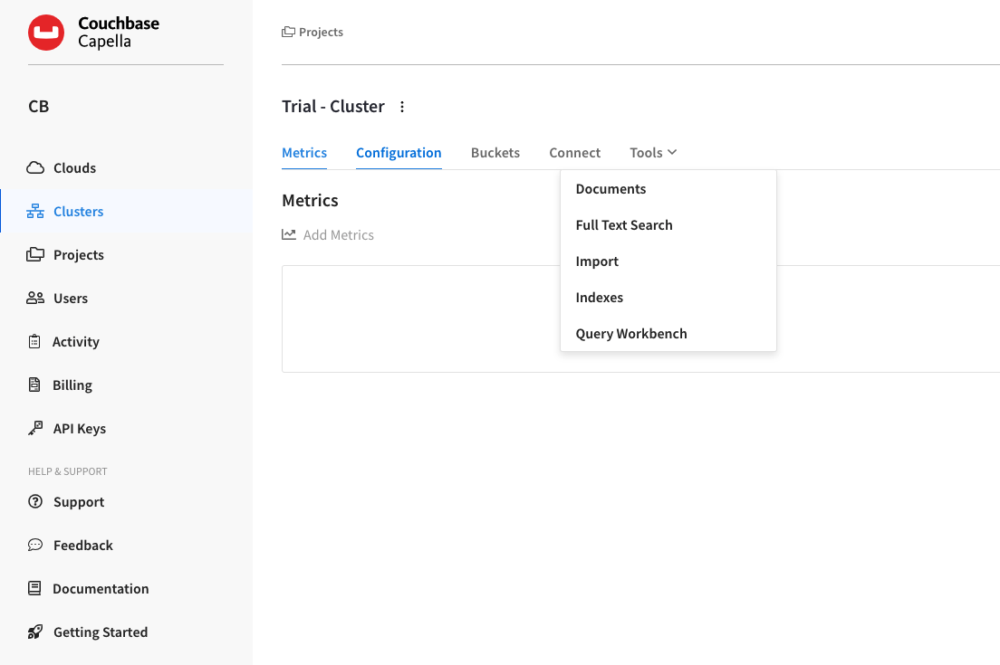 Couchbase
Capella
CB
Clouds
Clusters
Projects
Users
Activity
Billing
API Keys
HELP & SUPPORT
Support
Feedback
Documentation
Getting Started
Projects
Trial - Cluster
Metrics Configuration Buckets Connect Tools
Metrics
Add Metrics
Documents
Full Text Search
Import
Indexes
Query Workbench